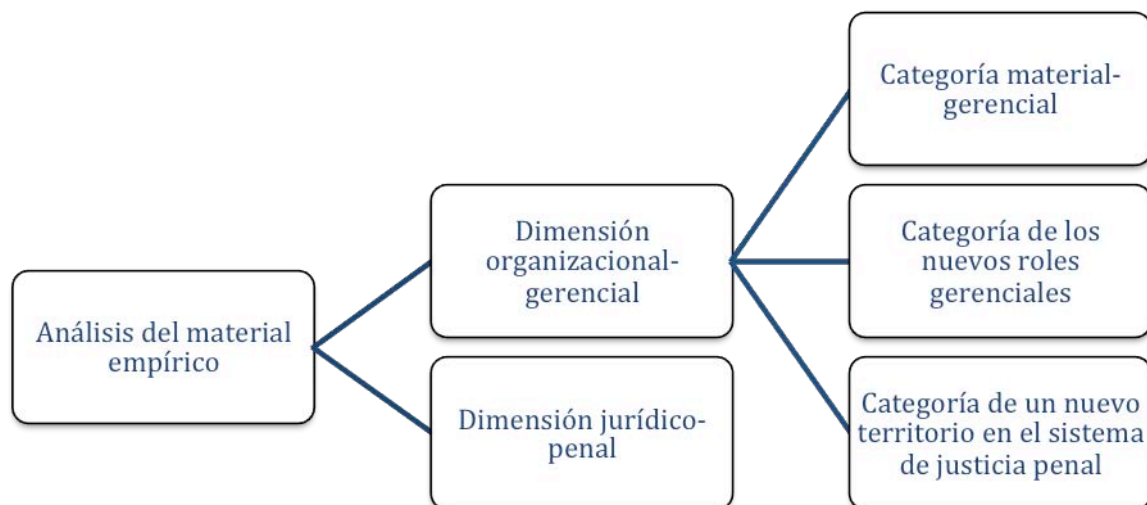 Análisis del material
empírico
Dimensión
organizacional-
gerencial
Dimensión jurídico-
penal
Categoría material-
gerencial
Categoría de los
nuevos roles
gerenciales
Categoría de un nuevo
territorio en el sistema
de justicia penal